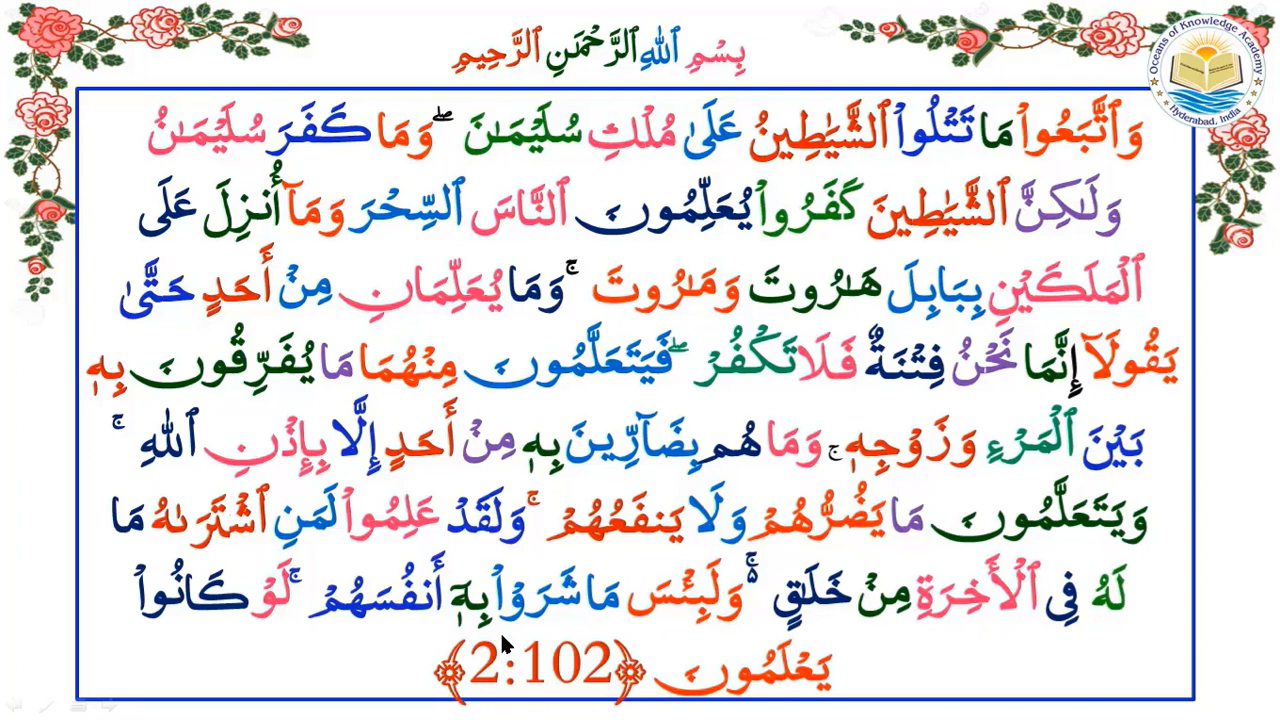 بِسْمِ ٱللَّهِ ٱلرَّحْمَٰنِ ٱلرَّحِيمِ
Oceans of Knowledge Academy
Hyderabad, India
وَٱتَّبَعُوا۟ مَا تَتْلُوا۟ ٱلشَّيَٰطِينُ عَلَىٰ مُلْكِ سُلَيْمَٰنَ ۖ وَمَا كَفَرَ سُلَيْمَٰنُ
وَلَٰكِنَّ ٱلشَّيَٰطِينَ كَفَرُوا۟ يُعَلِّمُونَ ٱلنَّاسَ ٱلسِّحْرَ وَمَآ أُنزِلَ عَلَى
ٱلْمَلَكَيْنِ بِبَابِلَ هَٰرُوتَ وَمَٰرُوتَ ۚ وَمَا يُعَلِّمَانِ مِنْ أَحَدٍ حَتَّىٰ
يَقُولَآ إِنَّمَا نَحْنُ فِتْنَةٌ فَلَا تَكْفُرْ ۖ فَيَتَعَلَّمُونَ مِنْهُمَا مَا يُفَرِّقُونَ بِهِۦ
بَيْنَ ٱلْمَرْءِ وَزَوْجِهِۦ ۚ وَمَا هُم بِضَآرِّينَ بِهِۦ مِنْ أَحَدٍ إِلَّا بِإِذْنِ ٱللَّهِ ۚ
وَيَتَعَلَّمُونَ مَا يَضُرُّهُمْ وَلَا يَنفَعُهُمْ ۚ وَلَقَدْ عَلِمُوا۟ لَمَنِ ٱشْتَرَىٰهُ مَا
لَهُۥ فِى ٱلْأَخِرَةِ مِنْ خَلَٰقٍ ۚ۵ وَلَبِئْسَ مَا شَرَوْا۟ بِهِۦٓ أَنفُسَهُمْ ۚ لَوْ كَانُوا۟
يَعْلَمُونَ ﴿2:102﴾